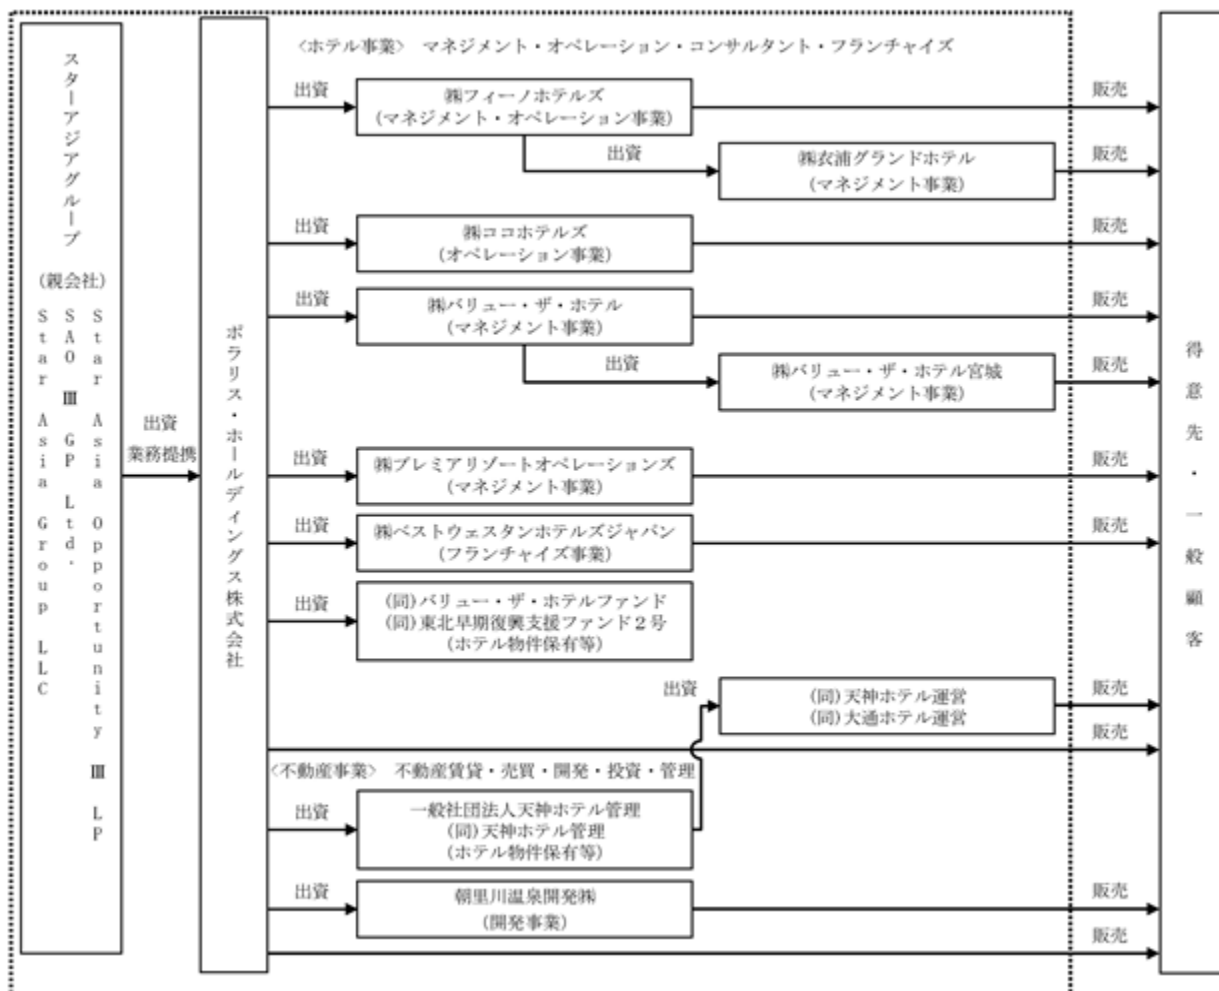 スターアジアグループ
(親会社)
Star Asia Opportunity Ⅲ LP
SAO Ⅲ GP Ltd.
Star Asia Group LLC
出資
業務提携
ポラリス・ホールディングス株式会社
〈ホテル事業〉 マネジメント・オペレーション・コンサルタント・フランチャイズ
出資
㈱フィーノホテルズ
(マネジメント・オペレーション事業)
販売
出資
㈱衣浦グランドホテル
(マネジメント事業)
販売
出資
㈱ココホテルズ
(オペレーション事業)
販売
出資
㈱バリュー・ザ・ホテル
(マネジメント事業)
販売
出資
㈱バリュー・ザ・ホテル宮城
(マネジメント事業)
販売
出資
㈱プレミアリゾートオペレーションズ
(マネジメント事業)
販売
出資
㈱ベストウェスタンホテルズジャパン
(フランチャイズ事業)
販売
出資
(同)バリュー・ザ・ホテルファンド
(同)東北早期復興支援ファンド2号
(ホテル物件保有等)
出資
(同)天神ホテル運営
(同)大通ホテル運営
販売
販売
〈不動産事業〉 不動産賃貸・売買・開発・投資・管理
出資
一般社団法人天神ホテル管理
(同)天神ホテル管理
(ホテル物件保有等)
出資
朝里川温泉開発㈱
(開発事業)
販売
販売
得意先・一般顧客